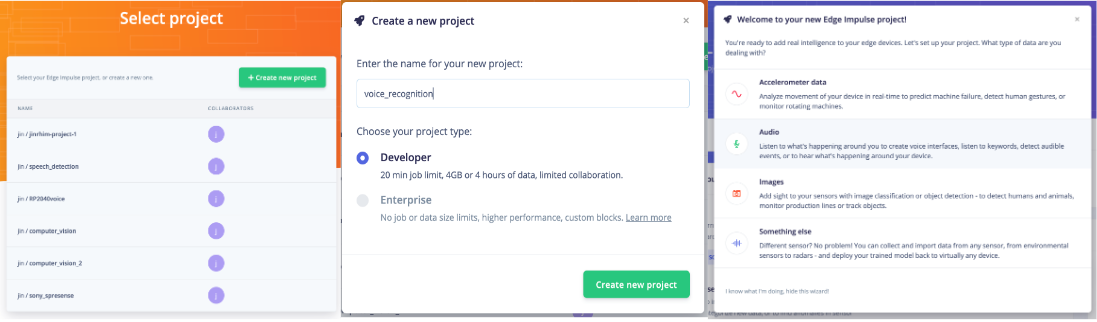 Select project
Select your Edge Impulse project, or create a new one.
+ Create new project
NAME COLLABORATORS
jin / jinrhim-project-1 J
jin / speech_detection J
jin / RP2040voice J
jin / computer_vision J
jin / computer_vision_2 J
jin / sony_spresense J
Create a new project ×
Enter the name for your new project:
voice_recognition
Choose your project type:
Developer
20 min job limit, 4GB or 4 hours of data, limited collaboration.
Enterprise
No job or data size limits, higher performance, custom blocks. Learn more
Create new project
Welcome to your new Edge Impulse project! ×
You're ready to add real intelligence to your edge devices. Let's set up your project. What type of data are you
dealing with?
Accelerometer data
Analyze movement of your device in real-time to predict machine failure, detect human gestures, or
monitor rotating machines.
Audio
Listen to what's happening around you to create voice interfaces, listen to keywords, detect audible
events, or to hear what's happening around your device.
Images
Add sight to your sensors with image classification or object detection - to detect humans and animals,
monitor production lines or track objects.
Something else
Different sensor? No problem! You can collect and import data from any sensor, from environmental
sensors to radars - and deploy your trained model back to virtually any device.
I know what I'm doing, hide this wizard!